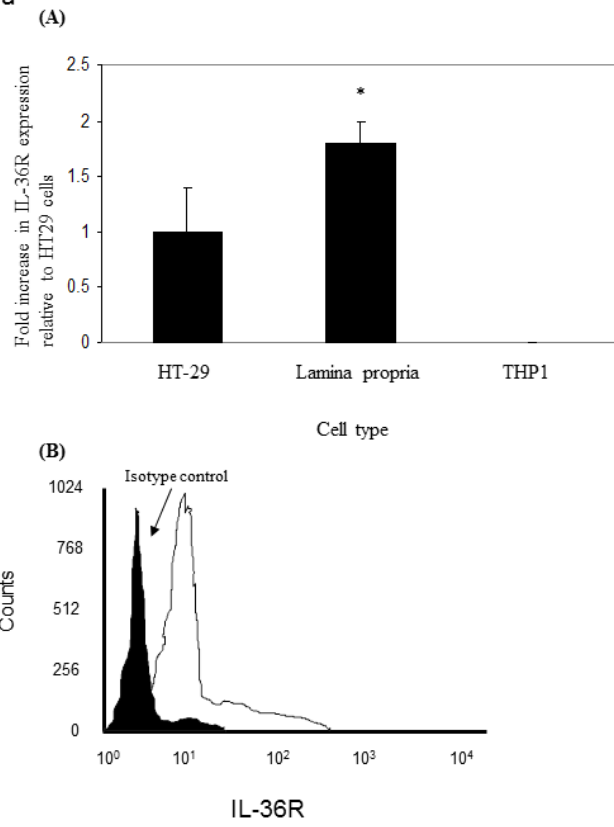 a
(A)
Fold increase in IL-36R expression
relative to HT29 cells
2.5
2
1.5
1
0.5
0
*
HT-29 Lamina propria THP1
Cell type
(B)
Isotype control
Counts
1024
768
512
256
0
10⁰ 10¹ 10² 10³ 10⁴
IL-36R